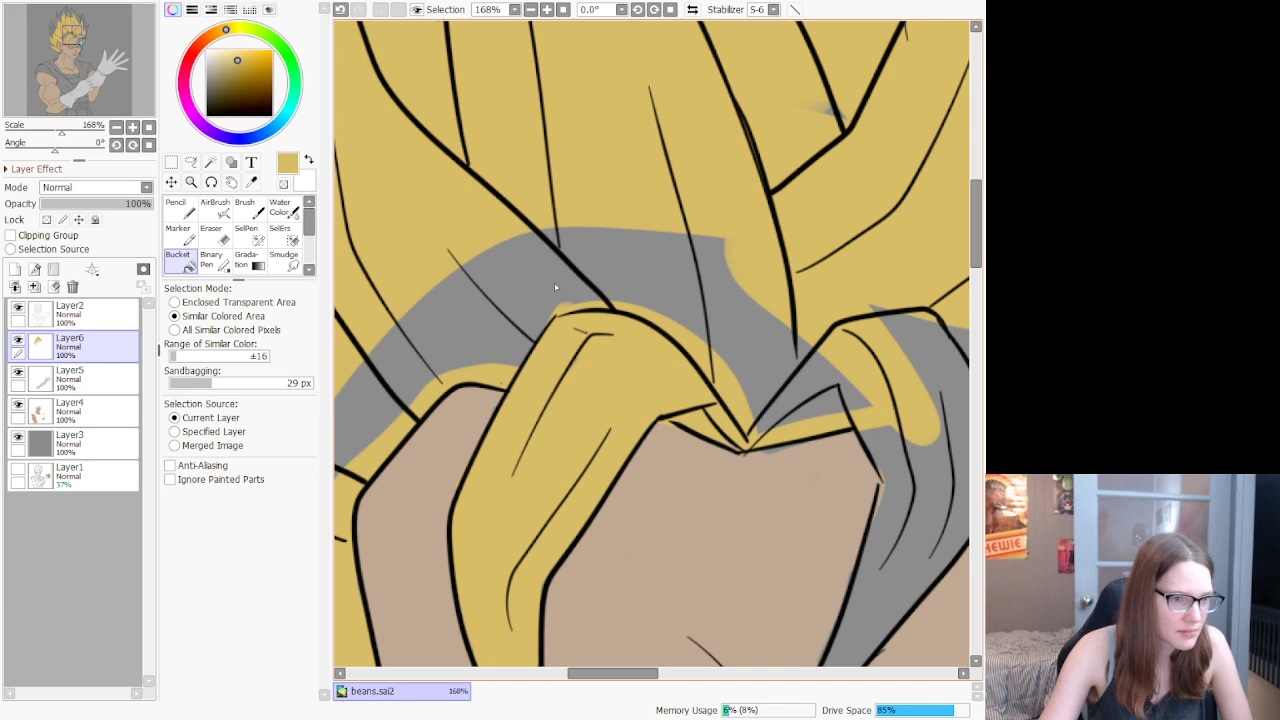 Selection
168%
0.0°
Stabilizer
S-6
Scale
168%
Angle
0°
Layer Effect
Mode
Normal
Opacity
100%
Lock
Clipping Group
Selection Source
Layer2
Normal
100%
Layer6
Normal
100%
Layer5
Normal
100%
Layer4
Normal
100%
Layer3
Normal
100%
Layer1
Normal
37%
T
Pencil
AirBrush
Brush
Water
Color
Marker
Eraser
SelPen
SelErs
Bucket
Binary
Pen
Grada-
tion
Smudge
Selection Mode:
Enclosed Transparent Area
Similar Colored Area
All Similar Colored Pixels
Range of Similar Color:
±16
Sandbagging:
29 px
Selection Source:
Current Layer
Specified Layer
Merged Image
Anti-Aliasing
Ignore Painted Parts
beans.sai2
168%
Memory Usage
6% (8%)
Drive Space
85%
HEWIE